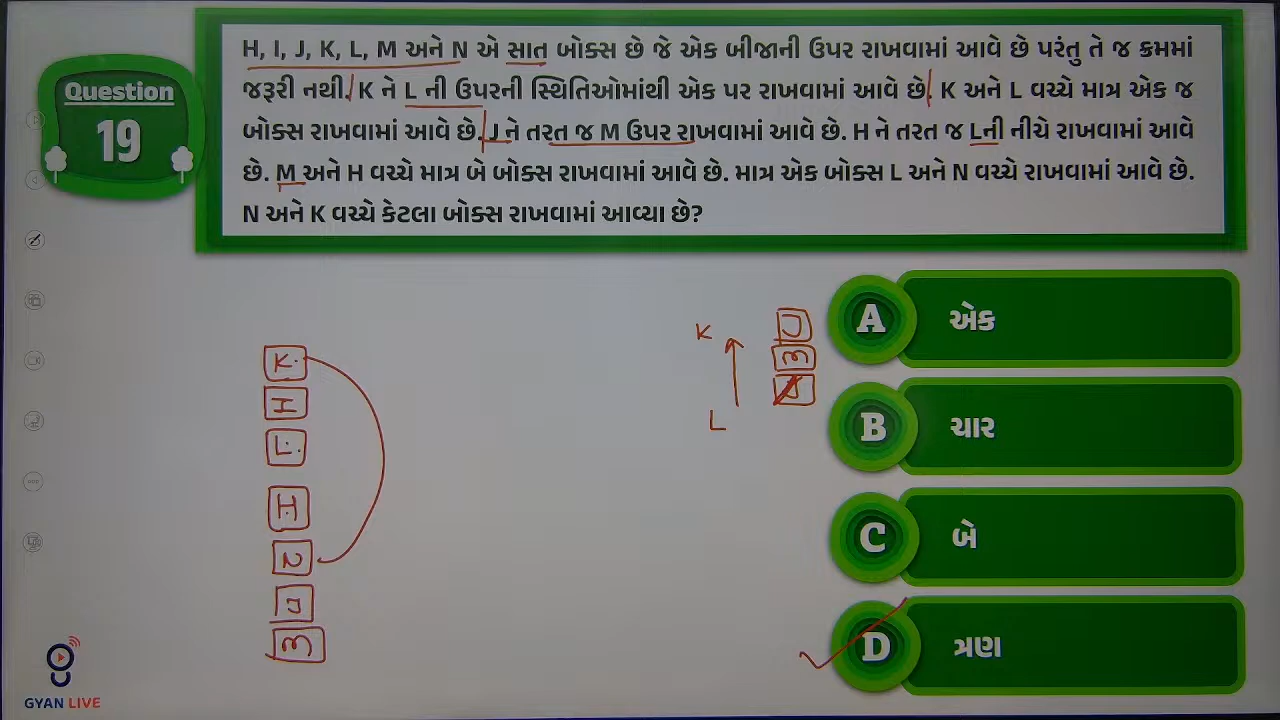 Question
19
H, I, J, K, L, M અને N એ સાત બોક્સ છે જે એક બીજાની ઉપર રાખવામાં આવે છે પરંતુ તે જ ક્રમમાં
જરૂરી નથી. K ને L ની ઉપરની સ્થિતિઓમાંથી એક પર રાખવામાં આવે છે. K અને L વચ્ચે માત્ર એક જ
બોક્સ રાખવામાં આવે છે. J ને તરત જ M ઉપર રાખવામાં આવે છે. H ને તરત જ Lની નીચે રાખવામાં આવે
છે. M અને H વચ્ચે માત્ર બે બોક્સ રાખવામાં આવે છે. માત્ર એક બોક્સ L અને N વચ્ચે રાખવામાં આવે છે.
N અને K વચ્ચે કેટલા બોક્સ રાખવામાં આવ્યા છે?
A એક
B ચાર
C બે
D ત્રણ
K
L
K
L
GYAN LIVE